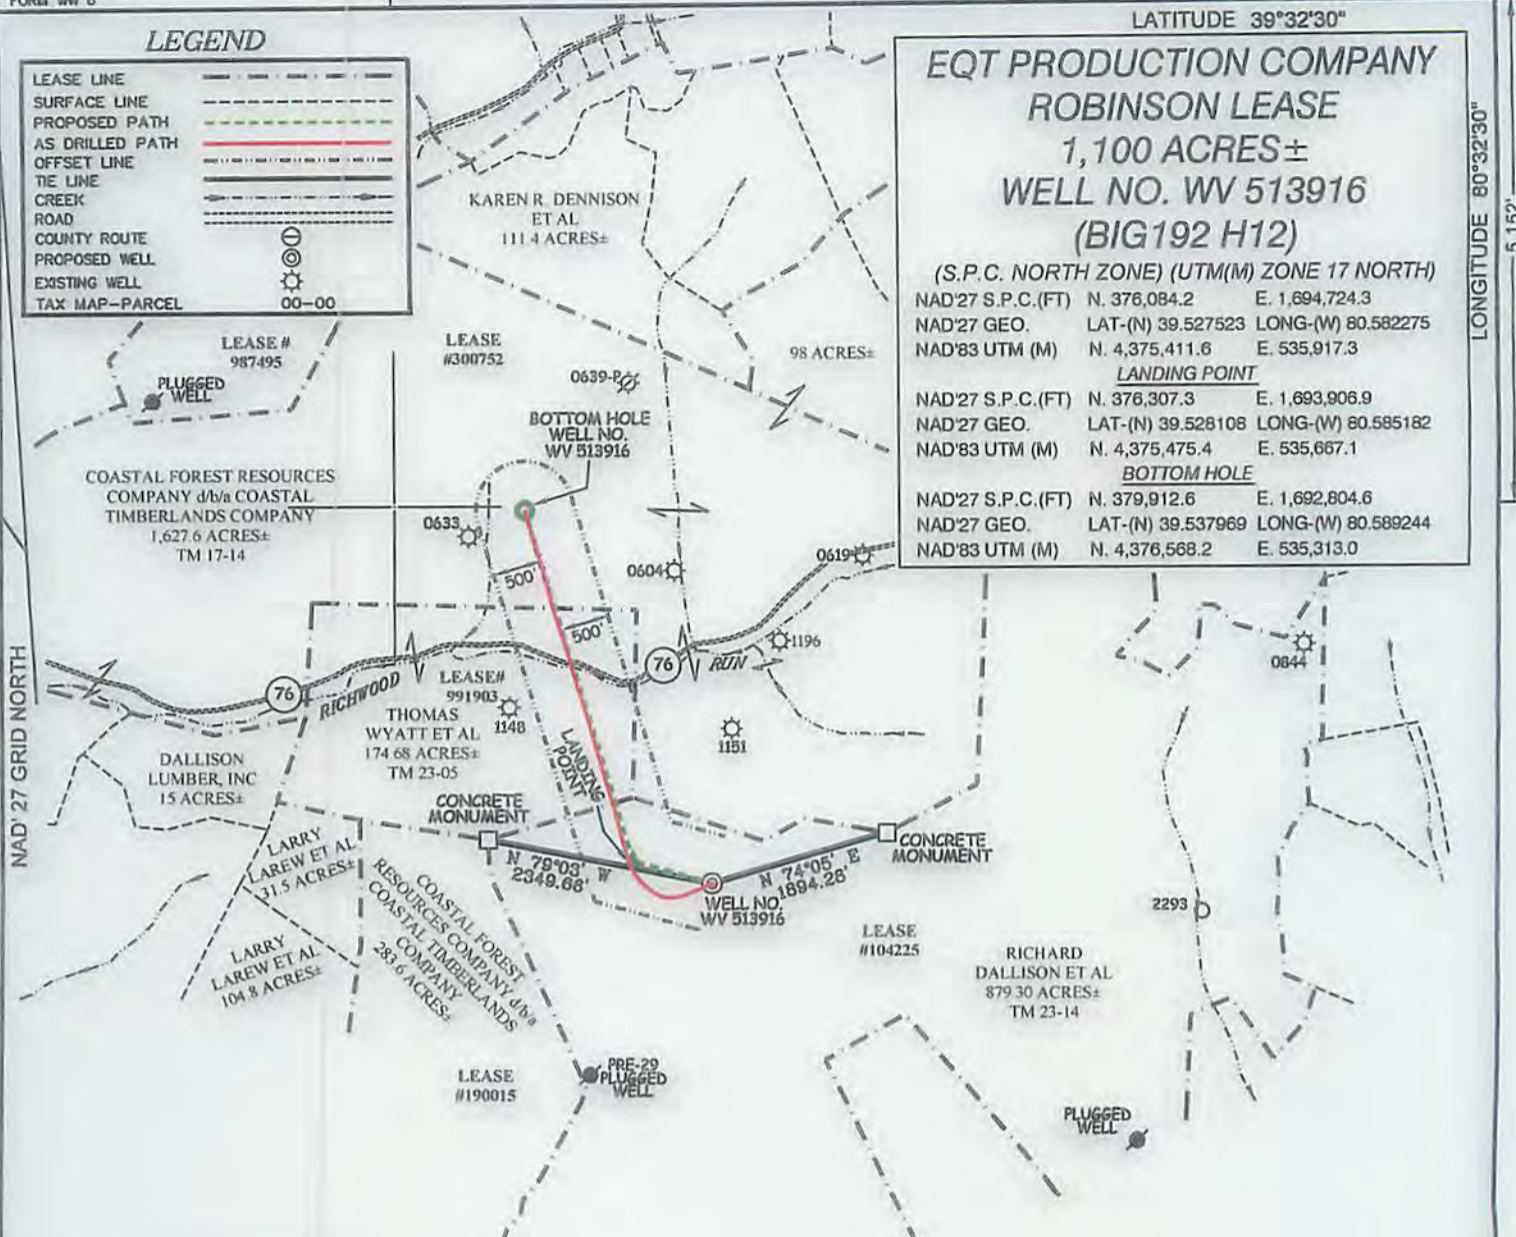 LEGEND
LEASE LINE
SURFACE LINE
PROPOSED PATH
AS DRILLED PATH
OFFSET LINE
TIE LINE
CREEK
ROAD
COUNTY ROUTE
PROPOSED WELL
EXISTING WELL
TAX MAP-PARCEL 00-00
LATITUDE 39°32'30"
EQT PRODUCTION COMPANY
ROBINSON LEASE
1,100 ACRES±
WELL NO. WV 513916
(BIG192 H12)
(S.P.C. NORTH ZONE) (UTM(M) ZONE 17 NORTH)
NAD'27 S.P.C.(FT) N. 376,084.2 E. 1,694,724.3
NAD'27 GEO. LAT-(N) 39.527523 LONG-(W) 80.582275
NAD'83 UTM (M) N. 4,375,411.6 E. 535,917.3
LANDING POINT
NAD'27 S.P.C.(FT) N. 376,307.3 E. 1,693,906.9
NAD'27 GEO. LAT-(N) 39.528108 LONG-(W) 80.585182
NAD'83 UTM (M) N. 4,375,475.4 E. 535,667.1
BOTTOM HOLE
NAD'27 S.P.C.(FT) N. 379,912.6 E. 1,692,804.6
NAD'27 GEO. LAT-(N) 39.537969 LONG-(W) 80.589244
NAD'83 UTM (M) N. 4,376,568.2 E. 535,313.0
LONGITUDE 80°32'30"
5,152'
KAREN R. DENNISON
ET AL
111.4 ACRES±
LEASE #
987495
LEASE
#300752
98 ACRES±
PLUGGED
WELL
0639-P
BOTTOM HOLE
WELL NO.
WV 513916
COASTAL FOREST RESOURCES
COMPANY d/b/a COASTAL
TIMBERLANDS COMPANY
1,627.6 ACRES±
TM 17-14
0633
0604
0619
500'
500'
76
RUN
1196
0844
76
RICHWOOD
LEASE#
991903
1148
THOMAS
WYATT ET AL
174.68 ACRES±
TM 23-05
1151
LANDING
POINT
NAD' 27 GRID NORTH
DALLISON
LUMBER, INC
15 ACRES±
CONCRETE
MONUMENT
CONCRETE
MONUMENT
N 79°03' W
2349.66'
N 74°05' E
1894.28'
WELL NO.
WV 513916
LARRY
LAREW ET AL
31.5 ACRES±
LARRY
LAREW ET AL
104.8 ACRES±
COASTAL FOREST
RESOURCES COMPANY d/b/a
COASTAL TIMBERLANDS
COMPANY
283.6 ACRES±
2293
LEASE
#104225
RICHARD
DALLISON ET AL
879.30 ACRES±
TM 23-14
LEASE
#190015
PRE-29
PLUGGED
WELL
PLUGGED
WELL